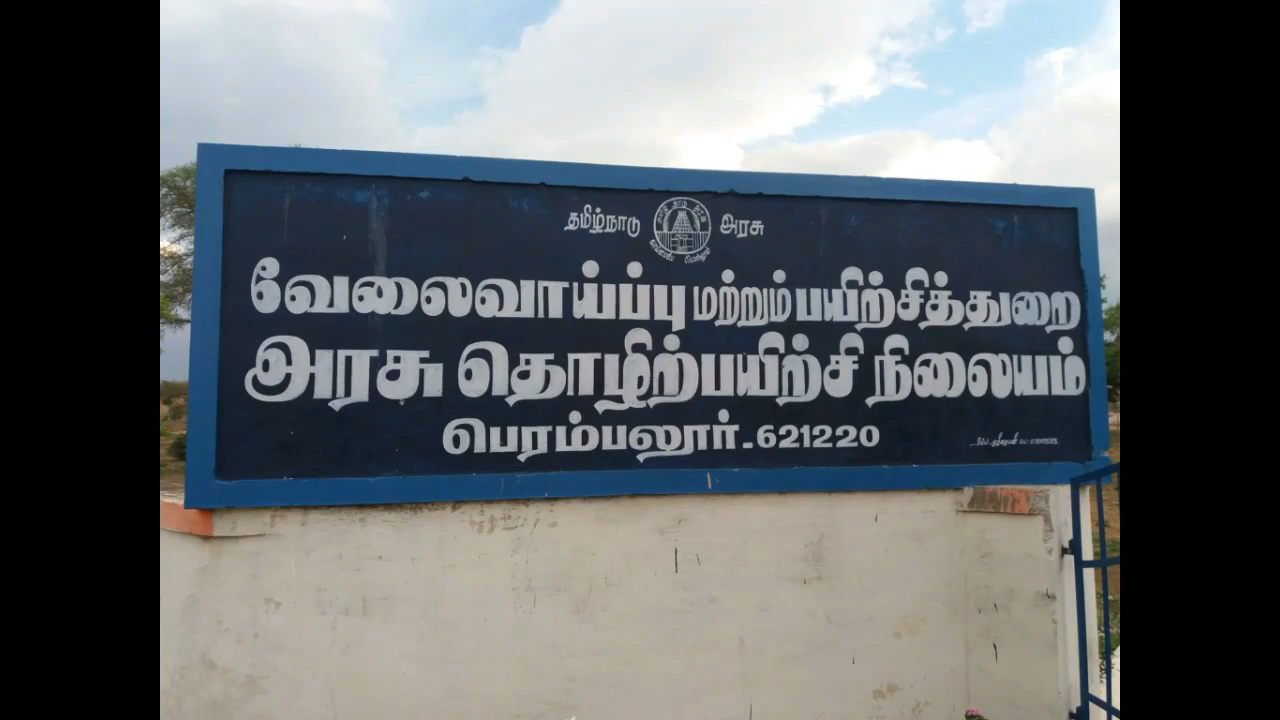 தமிழ்நாடு அரசு
வேலைவாய்ப்பு மற்றும் பயிற்சித்துறை
அரசு தொழிற்பயிற்சி நிலையம்
பெரம்பலூர்.621220